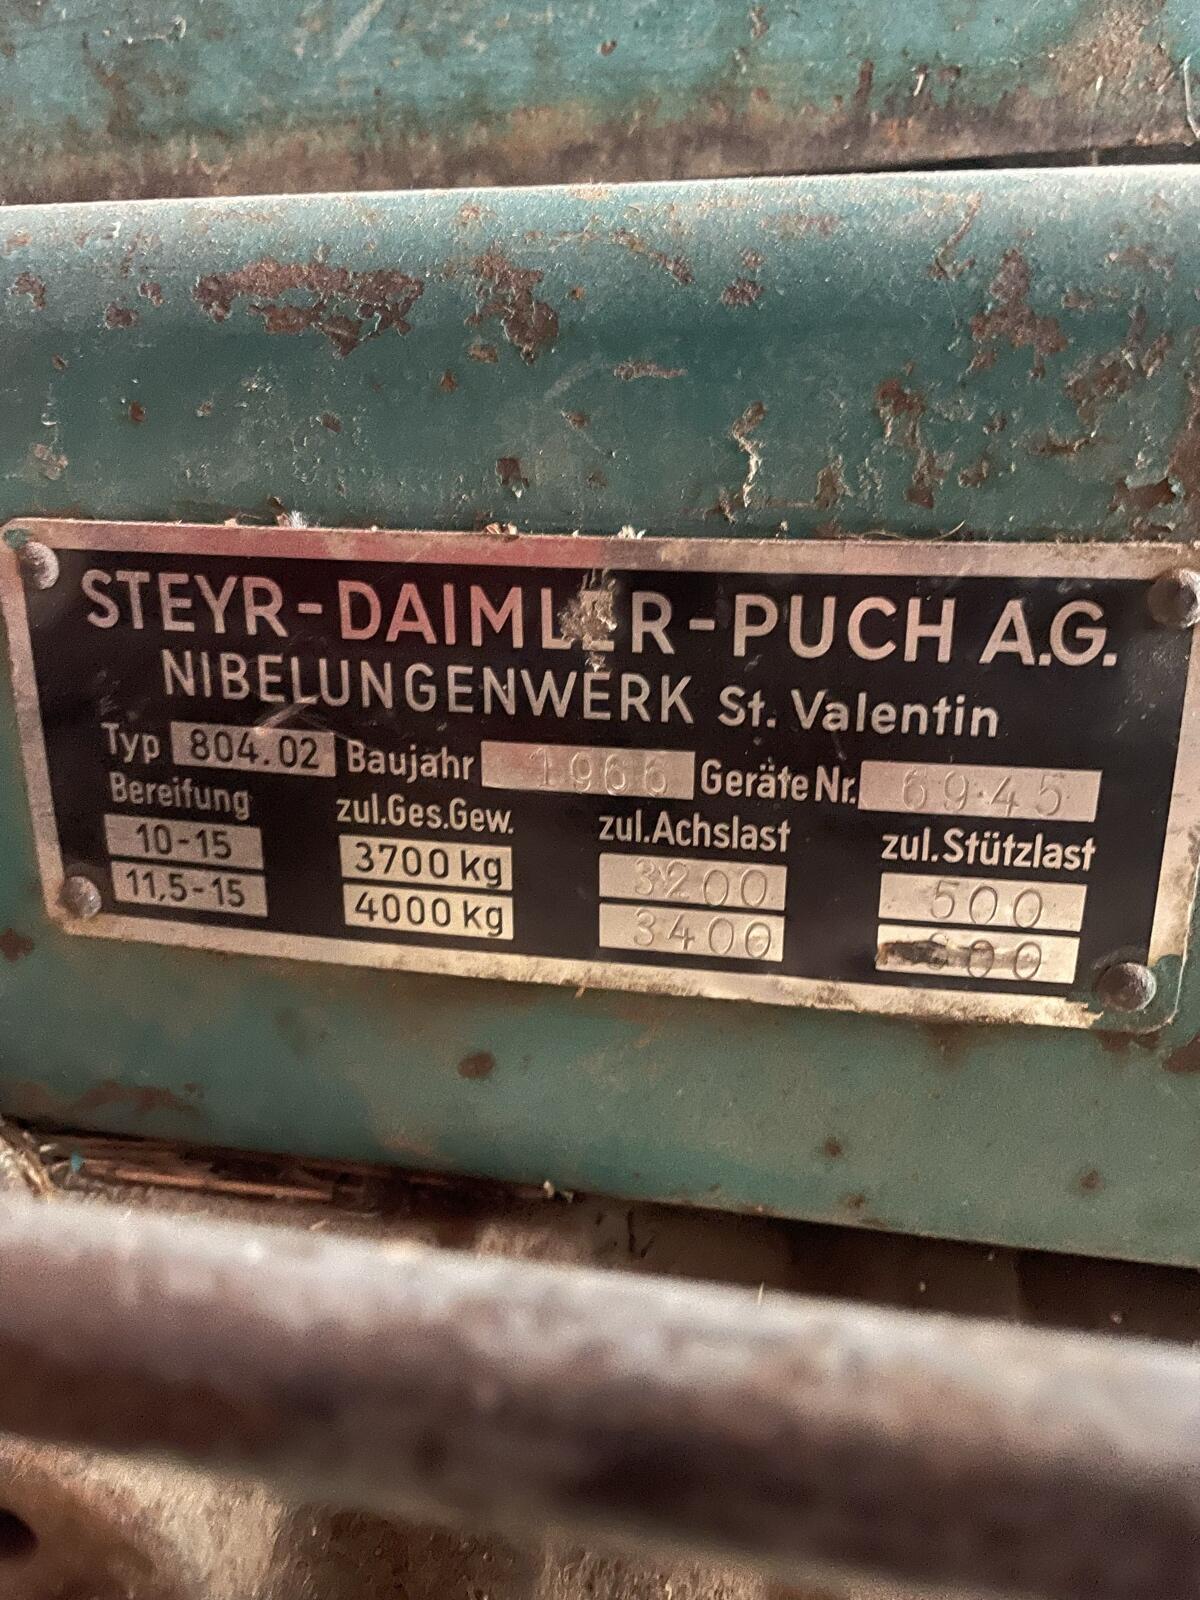 STEYR-DAIMLER-PUCH A.G.
NIBELUNGENWERK St. Valentin
Typ 804.02 Baujahr 1966 Geräte Nr. 6945
Bereifung zul.Ges.Gew. zul.Achslast zul.Stützlast
10-15 3700 kg 3200 500
11,5-15 4000 kg 3400